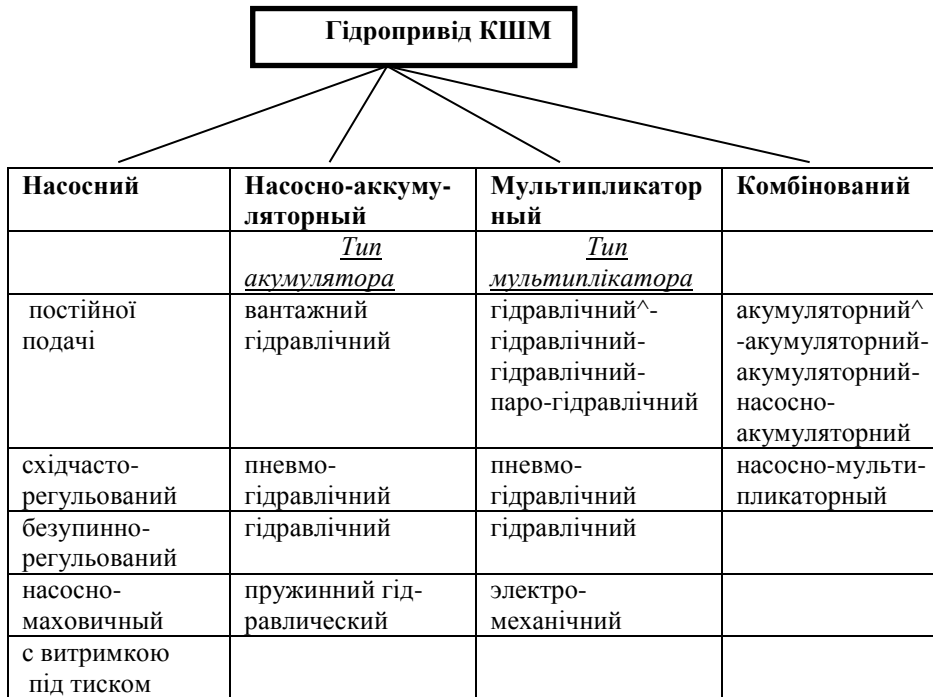 Гідропривід КШМ
Насосний
Насосно-аккуму-
ляторный
Мультипликатор
ный
Комбінований
Тип
акумулятора
Тип
мультиплікатора
постійної
подачі
вантажний
гідравлічний
гідравлічний^-
гідравлічний-
гідравлічний-
паро-гідравлічний
акумуляторний^
-акумуляторний-
акумуляторний-
насосно-
акумуляторний
східчасто-
регульований
пневмо-
гідравлічний
пневмо-
гідравлічний
насосно-мульти-
пликаторный
безупинно-
регульований
гідравлічний
гідравлічний
насосно-
маховичный
пружинний гід-
равлический
электро-
механічний
с витримкою
під тиском